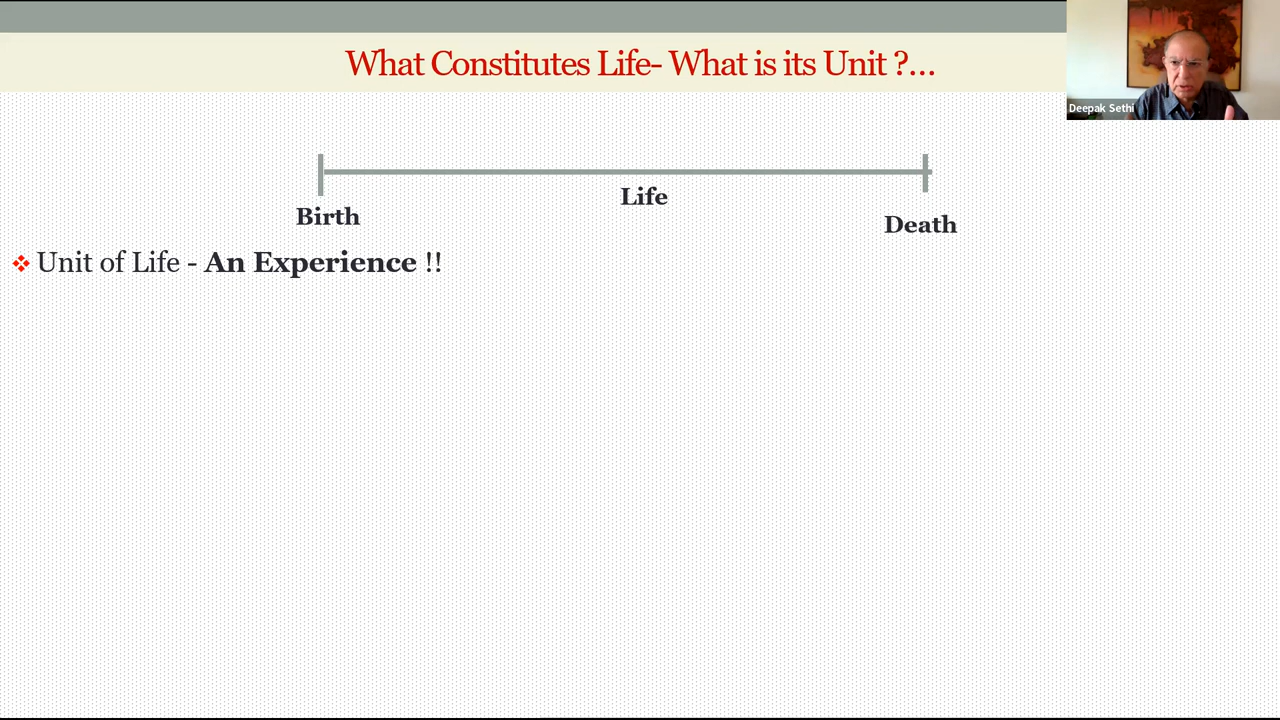 What Constitutes Life- What is its Unit ?...
Deepak Sethi
Life
Birth
Death
Unit of Life - An Experience !!